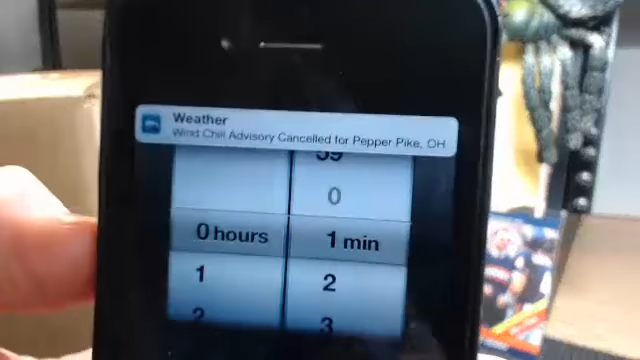 Weather
Wind Chill Advisory Cancelled for Pepper Pike, OH
59
0
0 hours 1 min
1 2
2 3